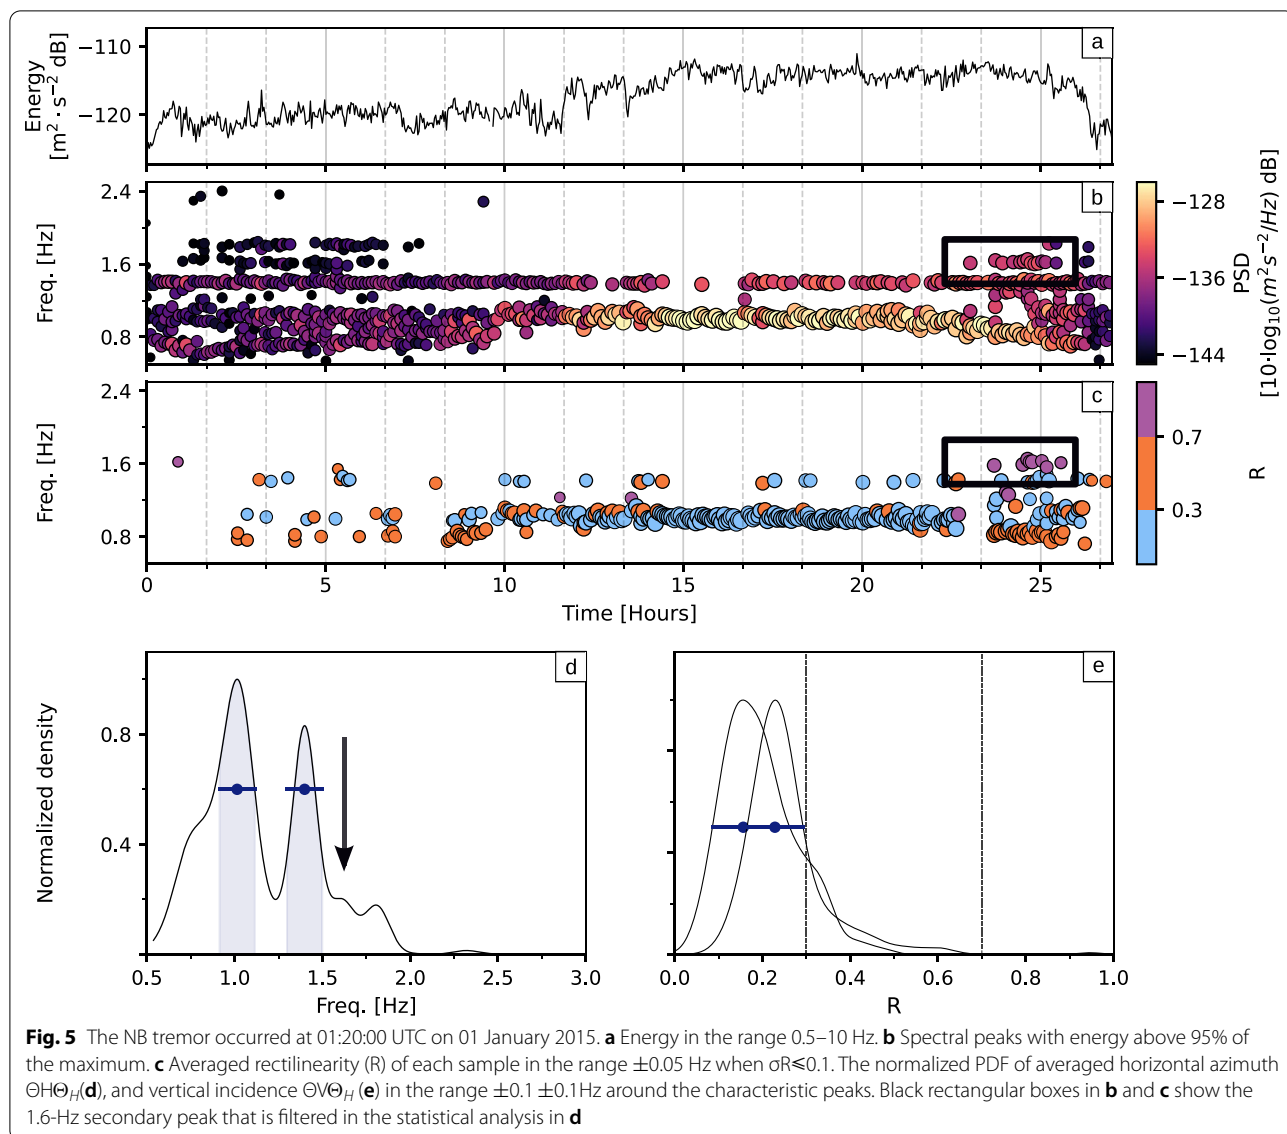 a
−110
−120
Energy
[m² · s⁻² dB]
b
2.4
1.6
0.8
Freq. [Hz]
−128
−136
−144
PSD
[10·log₁₀(m²s⁻²/Hz) dB]
c
2.4
1.6
0.8
Freq. [Hz]
0.7
0.3
R
0 5 10 15 20 25
Time [Hours]
d
0.8
0.4
Normalized density
0.5 1.0 1.5 2.0 2.5 3.0
Freq. [Hz]
e
0.0 0.2 0.4 0.6 0.8 1.0
R
Fig. 5 The NB tremor occurred at 01:20:00 UTC on 01 January 2015. a Energy in the range 0.5–10 Hz. b Spectral peaks with energy above 95% of
the maximum. c Averaged rectilinearity (R) of each sample in the range ±0.05 Hz when σR⩽0.1. The normalized PDF of averaged horizontal azimuth
ΘHΘ_H(d), and vertical incidence ΘVΘ_H (e) in the range ±0.1 ±0.1Hz around the characteristic peaks. Black rectangular boxes in b and c show the
1.6-Hz secondary peak that is filtered in the statistical analysis in d